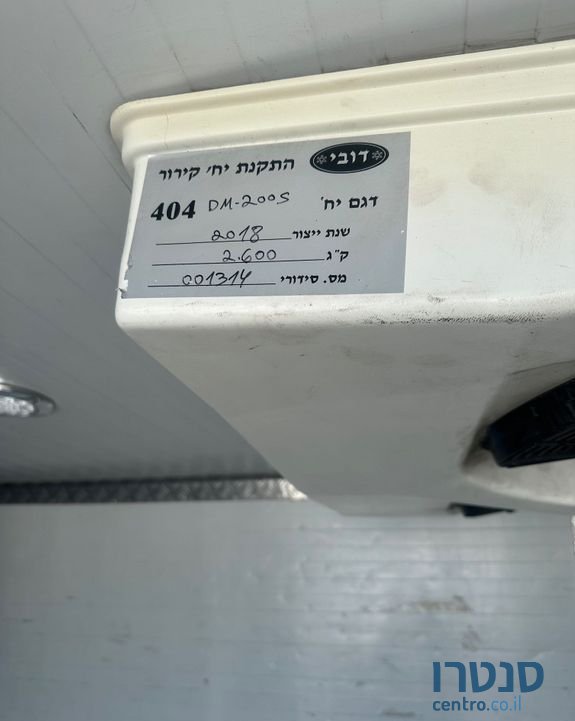 דובי התקנת יח' קירור
דגם יח' DM-200S 404
שנת ייצור 2018
ק"ג 2.600
מס. סידורי 001314
סנטרו
centro.co.il